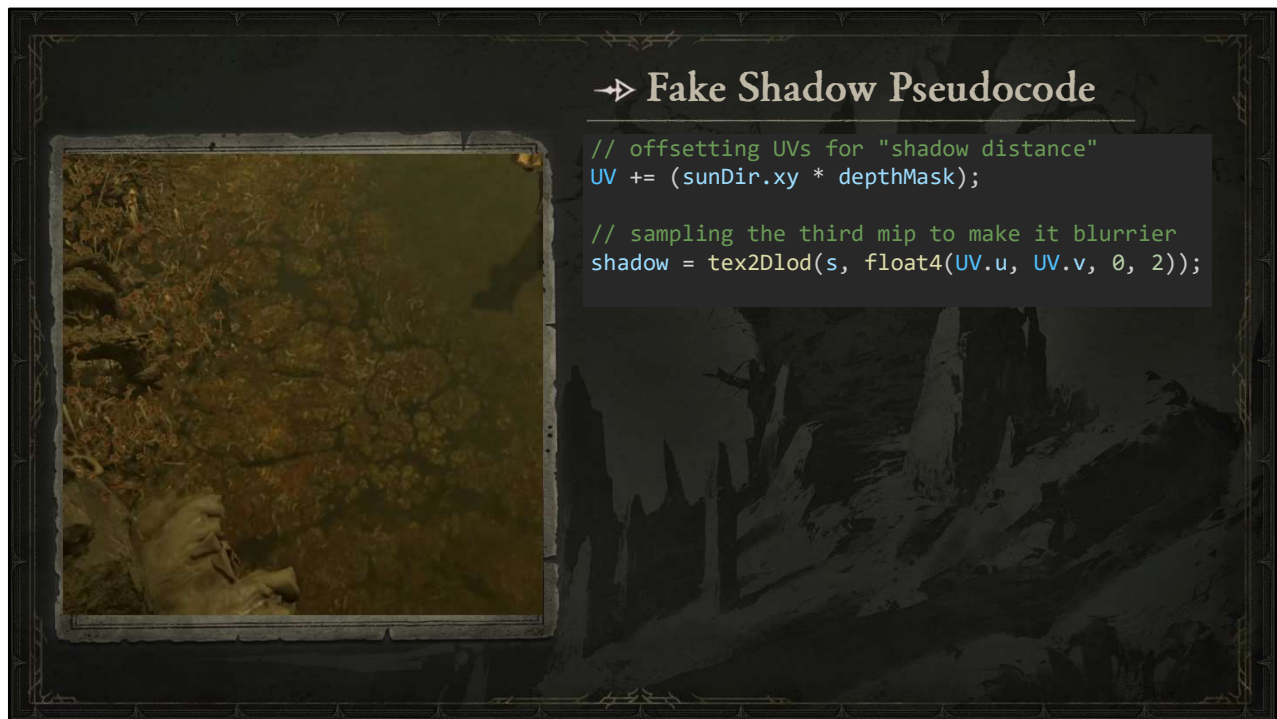 Fake Shadow Pseudocode
// offsetting UVs for "shadow distance"
UV += (sunDir.xy * depthMask);
// sampling the third mip to make it blurrier
shadow = tex2Dlod(s, float4(UV.u, UV.v, 0, 2));